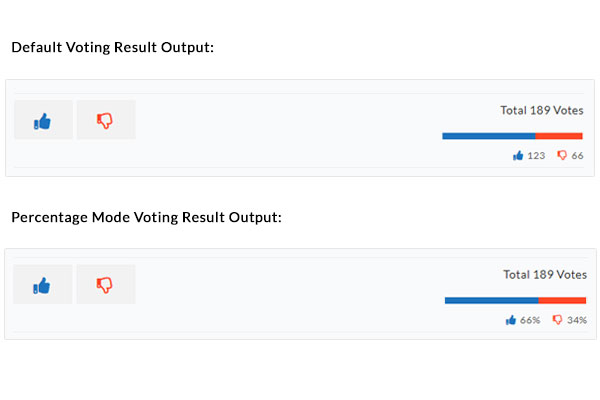 Default Voting Result Output:
Total 189 Votes
123 66
Percentage Mode Voting Result Output:
Total 189 Votes
66% 34%